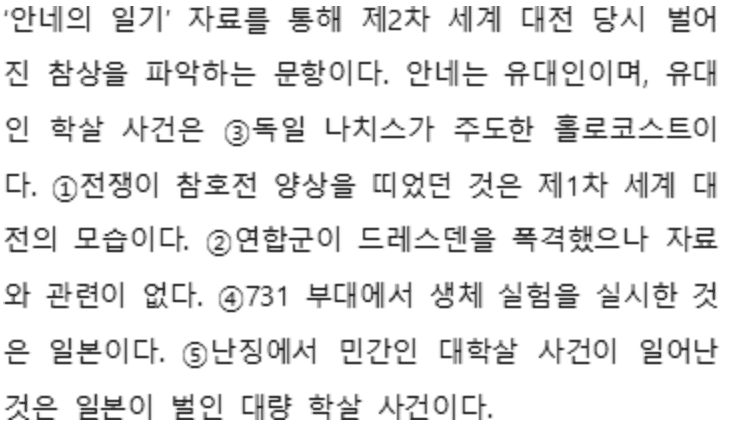 ‘안네의 일기’ 자료를 통해 제2차 세계 대전 당시 벌어
진 참상을 파악하는 문항이다. 안네는 유대인이며, 유대
인 학살 사건은 ③독일 나치스가 주도한 홀로코스트이
다. ①전쟁이 참호전 양상을 띠었던 것은 제1차 세계 대
전의 모습이다. ②연합군이 드레스덴을 폭격했으나 자료
와 관련이 없다. ④731 부대에서 생체 실험을 실시한 것
은 일본이다. ⑤난징에서 민간인 대학살 사건이 일어난
것은 일본이 벌인 대량 학살 사건이다.